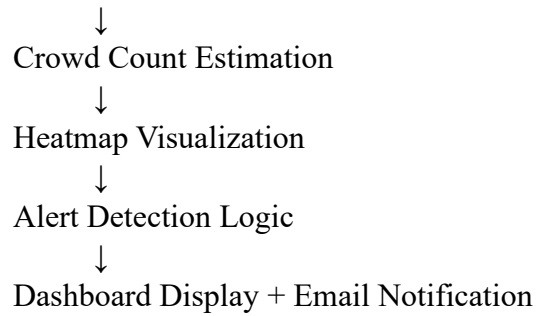 ↓
Crowd Count Estimation
↓
Heatmap Visualization
↓
Alert Detection Logic
↓
Dashboard Display + Email Notification